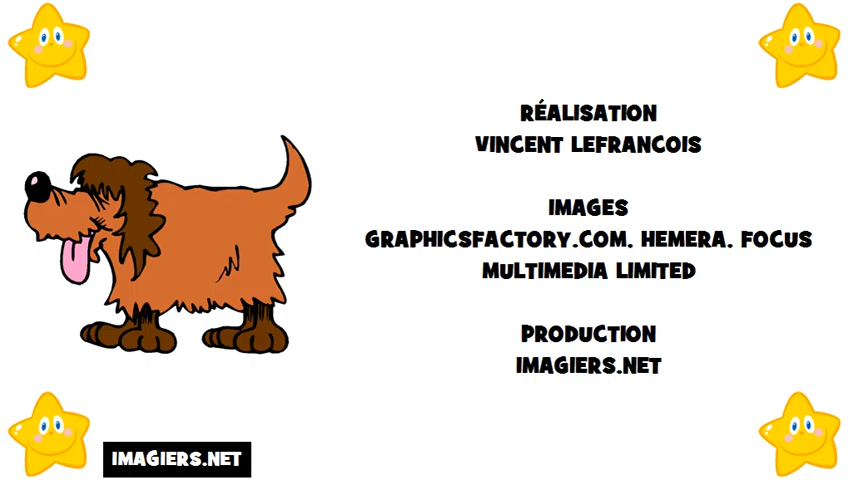 RÉALISATION
VINCENT LEFRANCOIS
IMAGES
GRAPHICSFACTORY.COM, HEMERA, FOCUS
MULTIMEDIA LIMITED
PRODUCTION
IMAGIERS.NET
IMAGIERS.NET